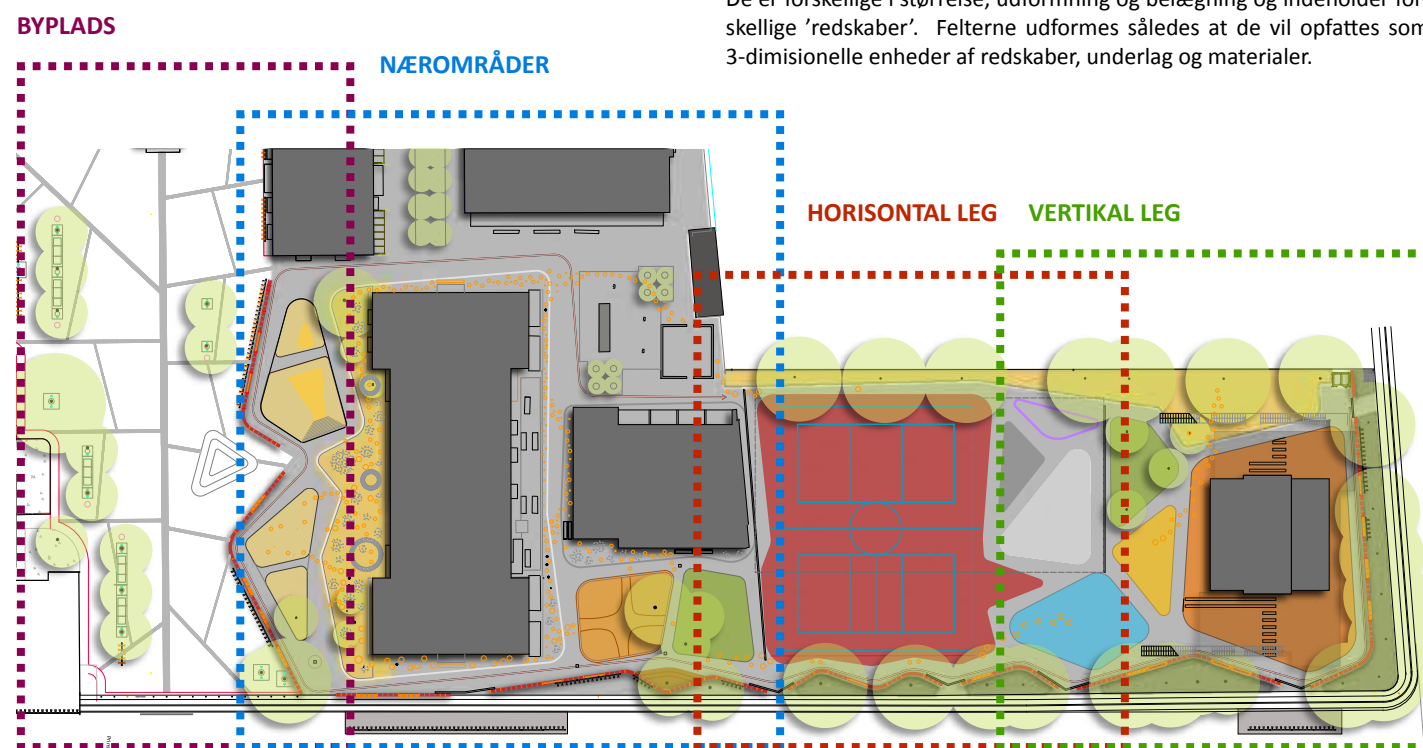 De er forskellige i størrelse, udformning og belægning og indeholder for-
skellige ’redskaber’. Felterne udformes således at de vil opfattes som
3-dimisionelle enheder af redskaber, underlag og materialer.
BYPLADS
NÆROMRÅDER
HORISONTAL LEG
VERTIKAL LEG